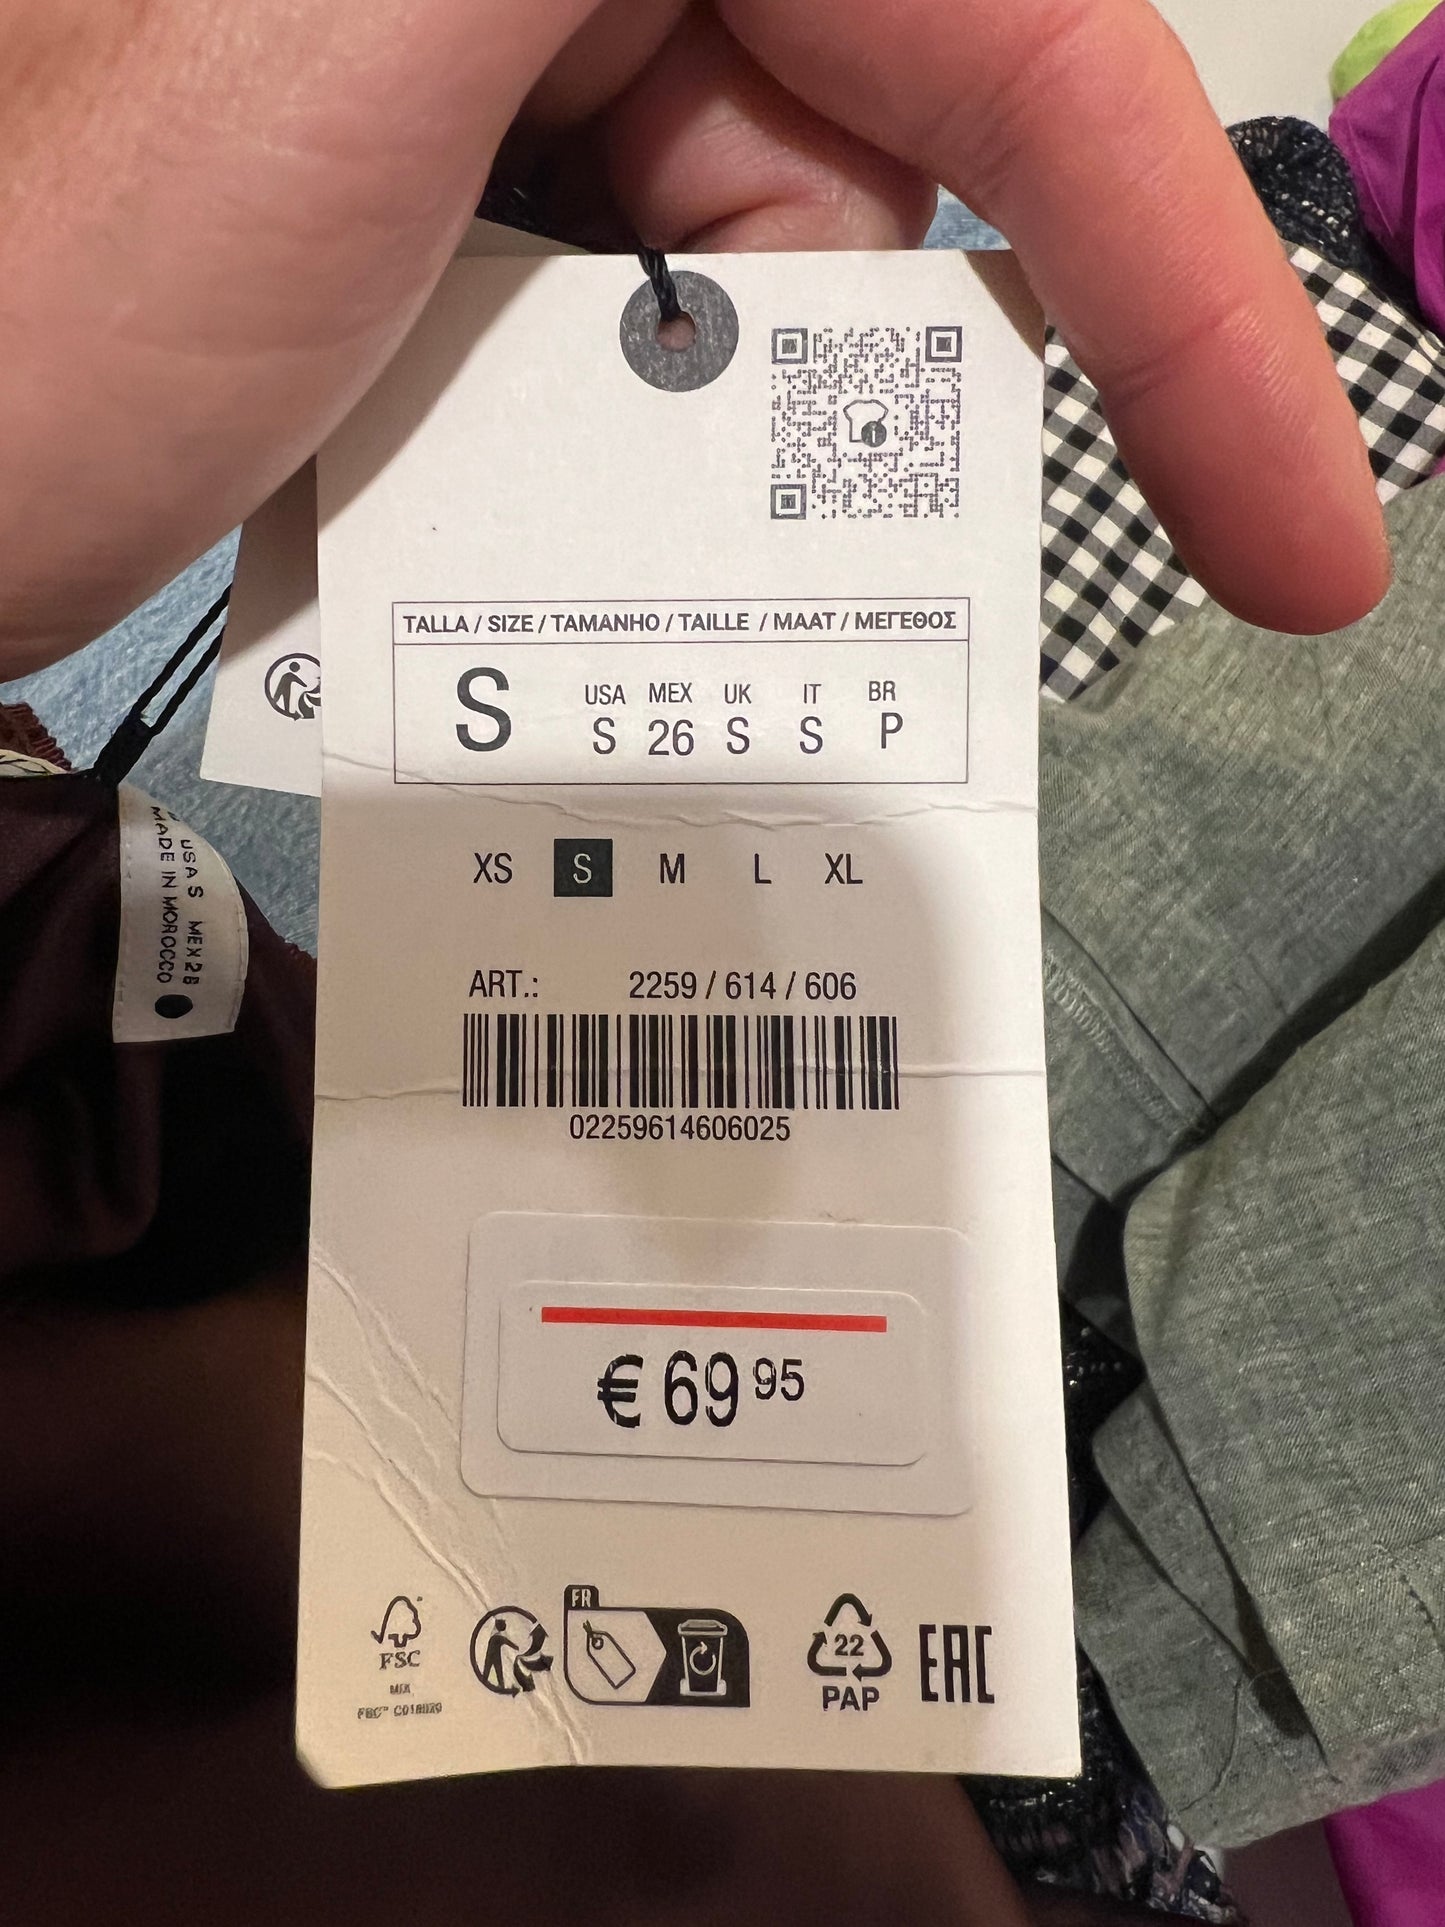 TALLA / SIZE / TAMANHO / TAILLE / MAAT / ΜΕΓΕΘΟΣ
S
USA MEX UK IT BR
S 26 S S P
XS S M L XL
ART.: 2259 / 614 / 606
02259614606025
€ 69 95
FSC
MIX
FR
22
PAP
EAC
USA S MEX 26
MADE IN MOROCCO